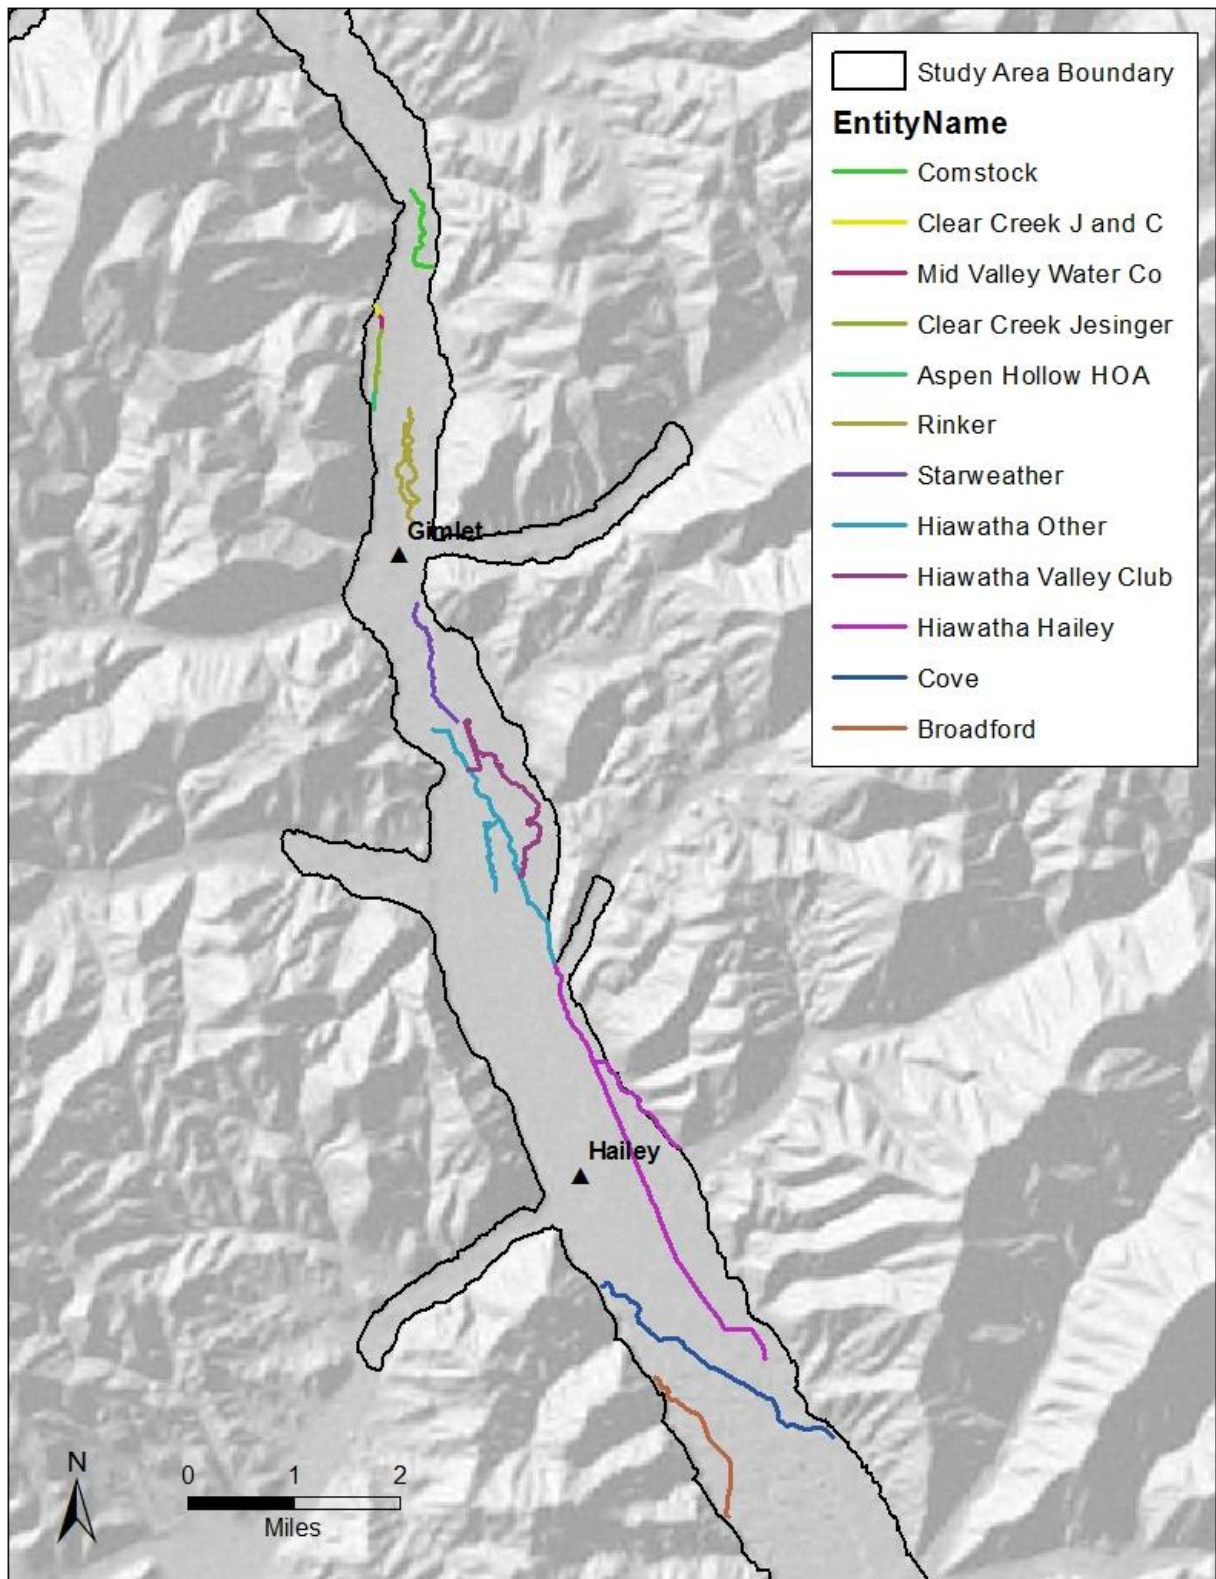 Study Area Boundary
EntityName
Comstock
Clear Creek J and C
Mid Valley Water Co
Clear Creek Jesinger
Aspen Hollow HOA
Rinker
Starweather
Hiawatha Other
Hiawatha Valley Club
Hiawatha Hailey
Cove
Broadford
Gimlet
Hailey
N
0 1 2
Miles